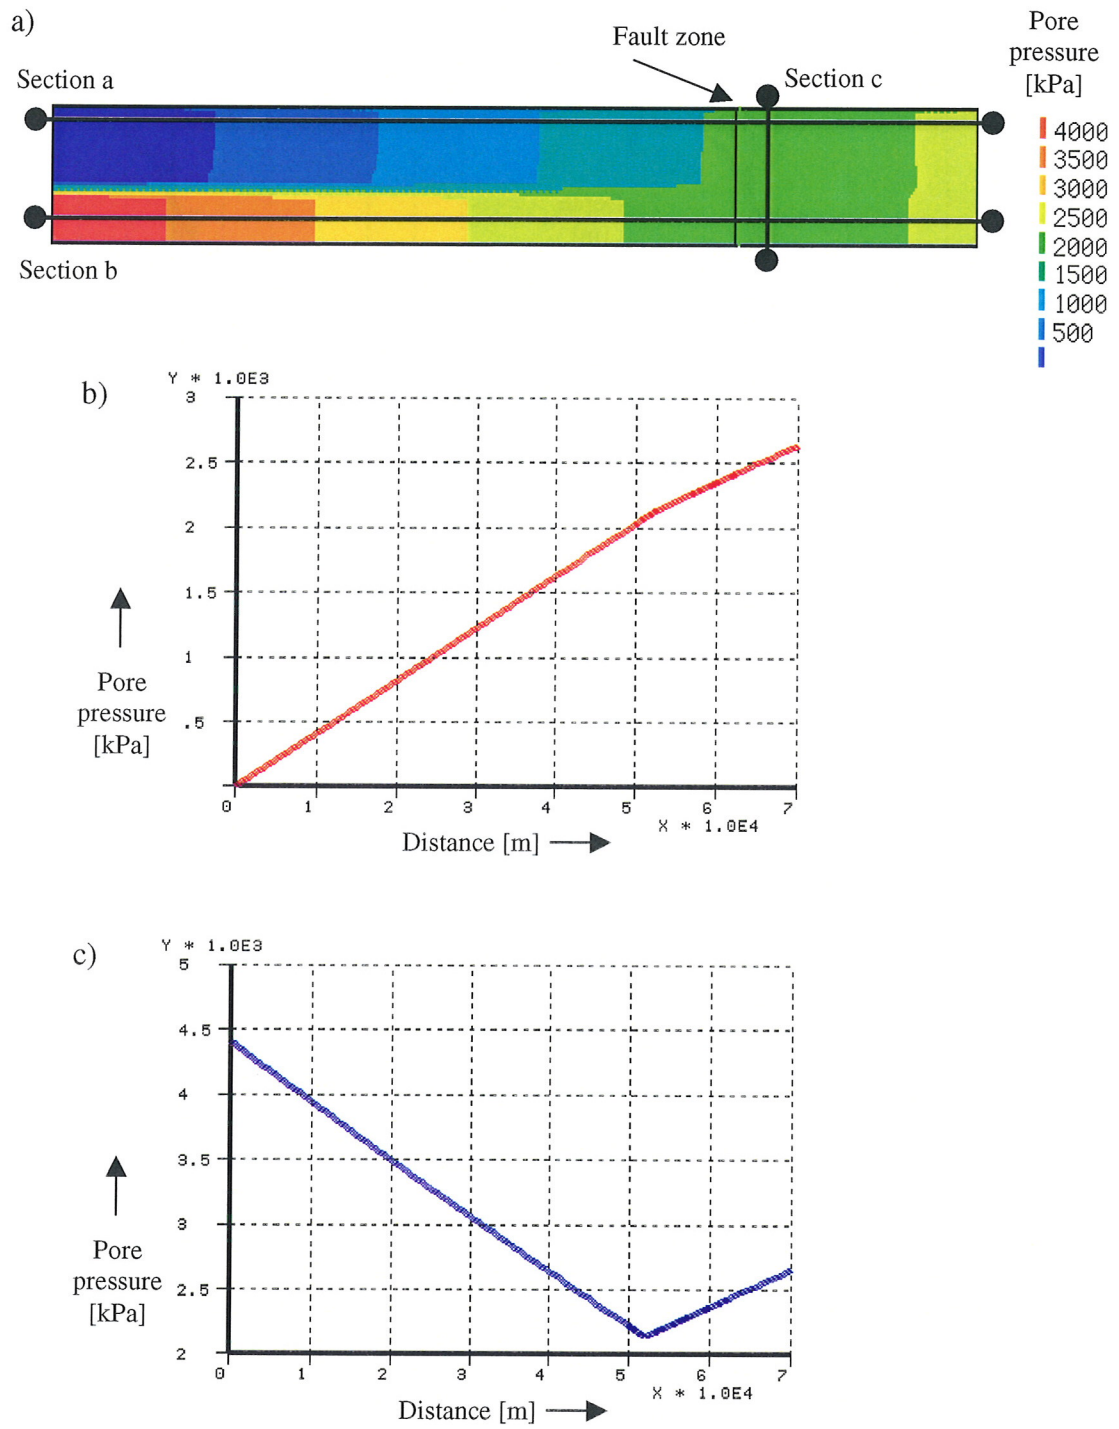 a)
Fault zone
Pore
pressure
[kPa]
Section a
Section c
4000
3500
3000
2500
2000
1500
1000
500
Section b
b)
Y * 1.0E3
3
2.5
2
1.5
1
.5
Pore
pressure
[kPa]
0 1 2 3 4 5 6 7
X * 1.0E4
Distance [m]
c)
Y * 1.0E3
5
4.5
4
3.5
3
2.5
2
Pore
pressure
[kPa]
0 1 2 3 4 5 6 7
X * 1.0E4
Distance [m]